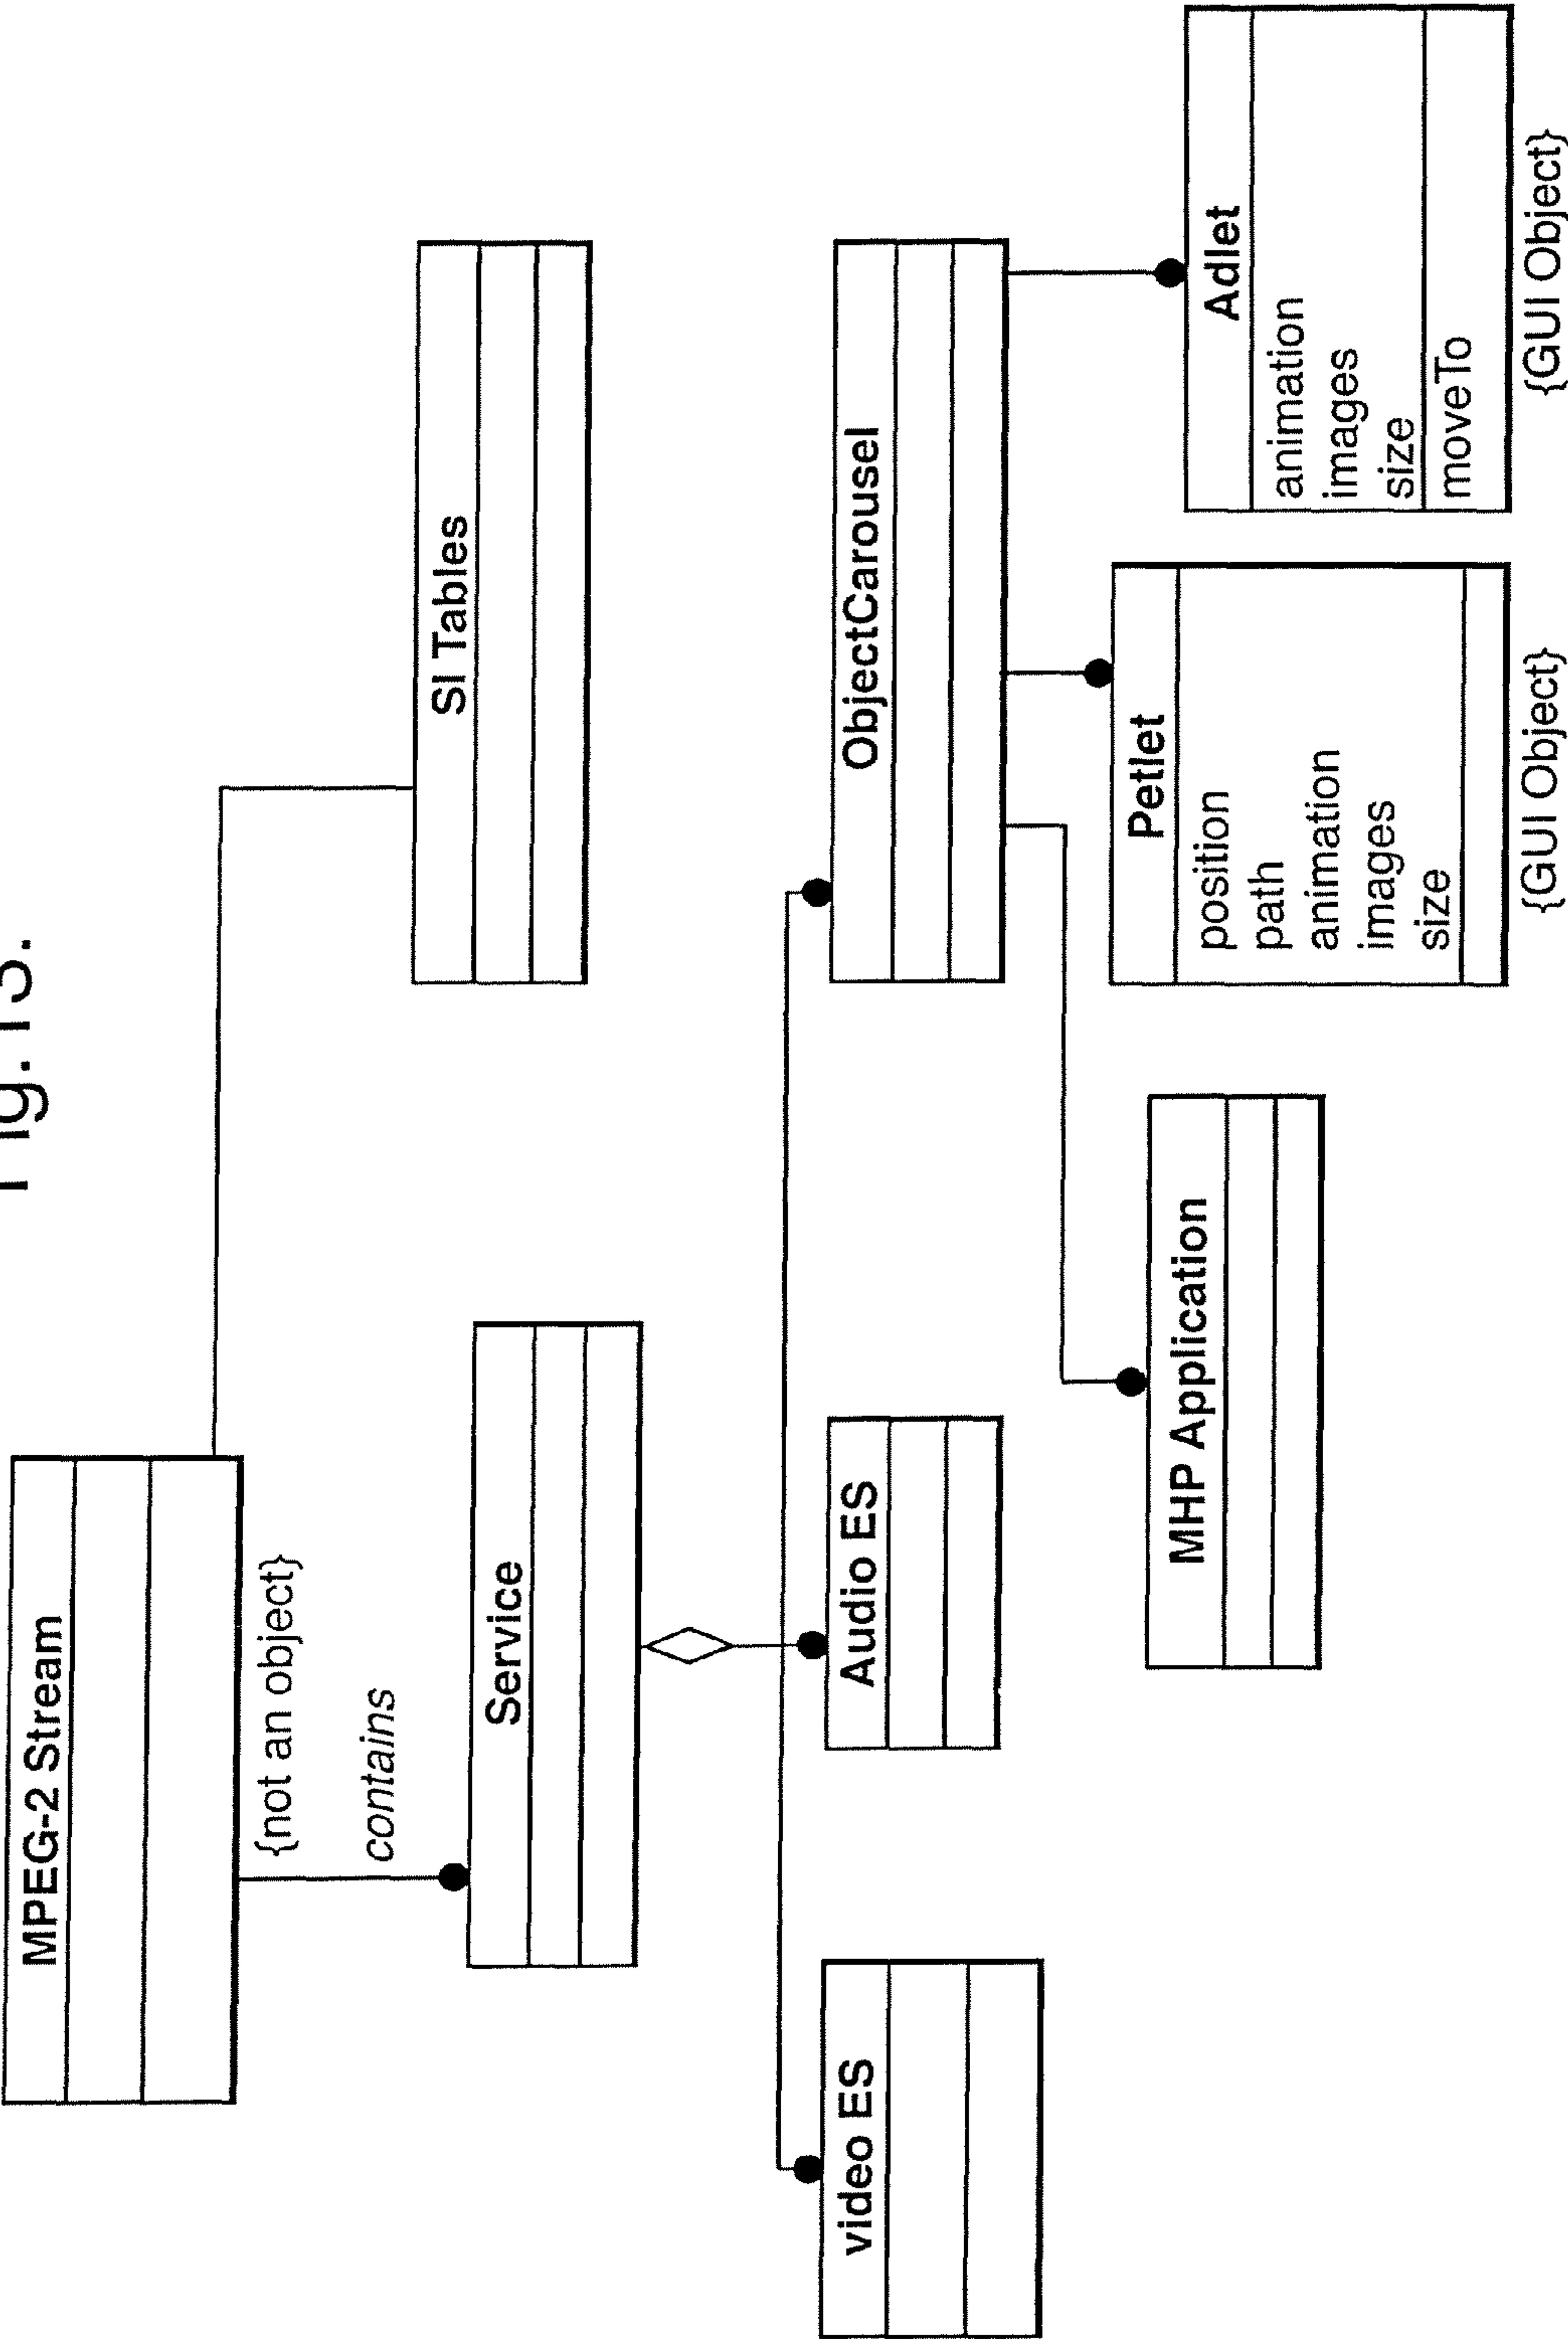 MPEG-2 Stream
{not an object}
contains
SI Tables
Service
video ES
Audio ES
ObjectCarousel
MHP Application
Petlet
position
path
animation
images
size
{GUI Object}
Adlet
animation
images
size
moveTo
{GUI Object}